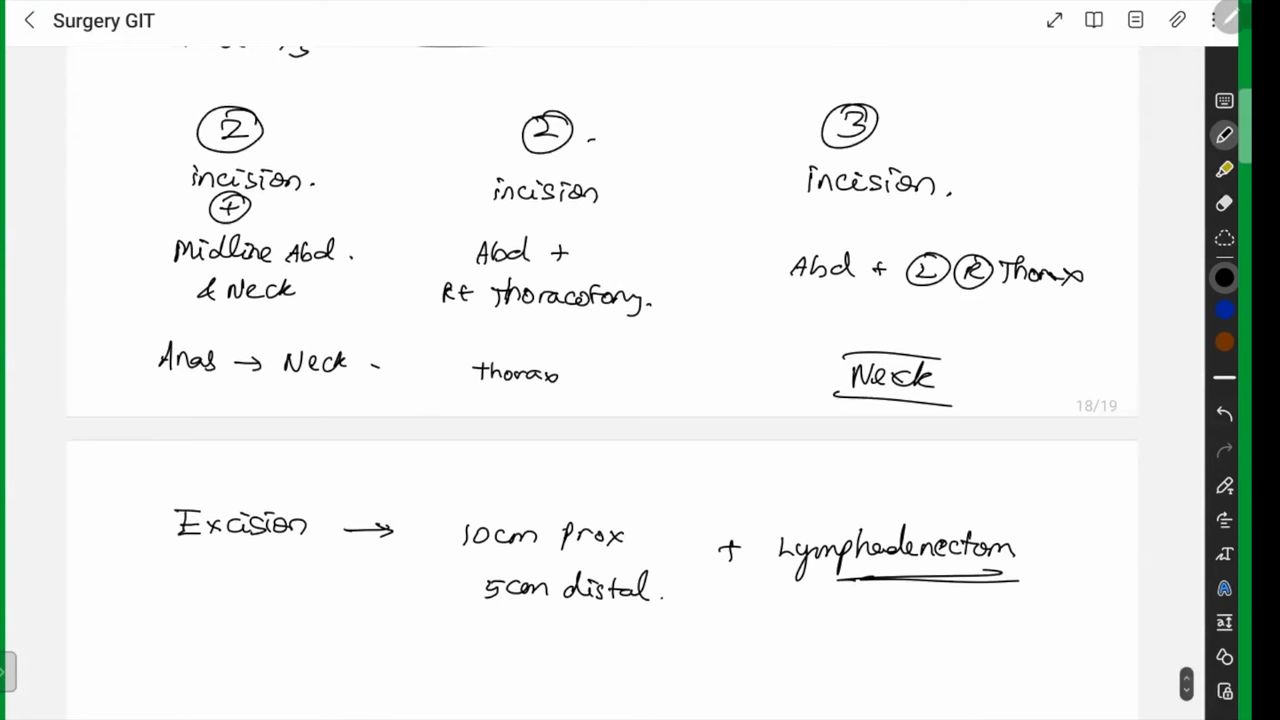 Surgery GIT
2
incision.
+
Midline Abd.
& Neck
Anas → Neck -
2 -
incision
Abd +
Rt Thoracotomy.
thorax
3
incision.
Abd + R Thorax
Neck
18/19
Excision → 10cm prox + Lymphadenectom
5cm distal.